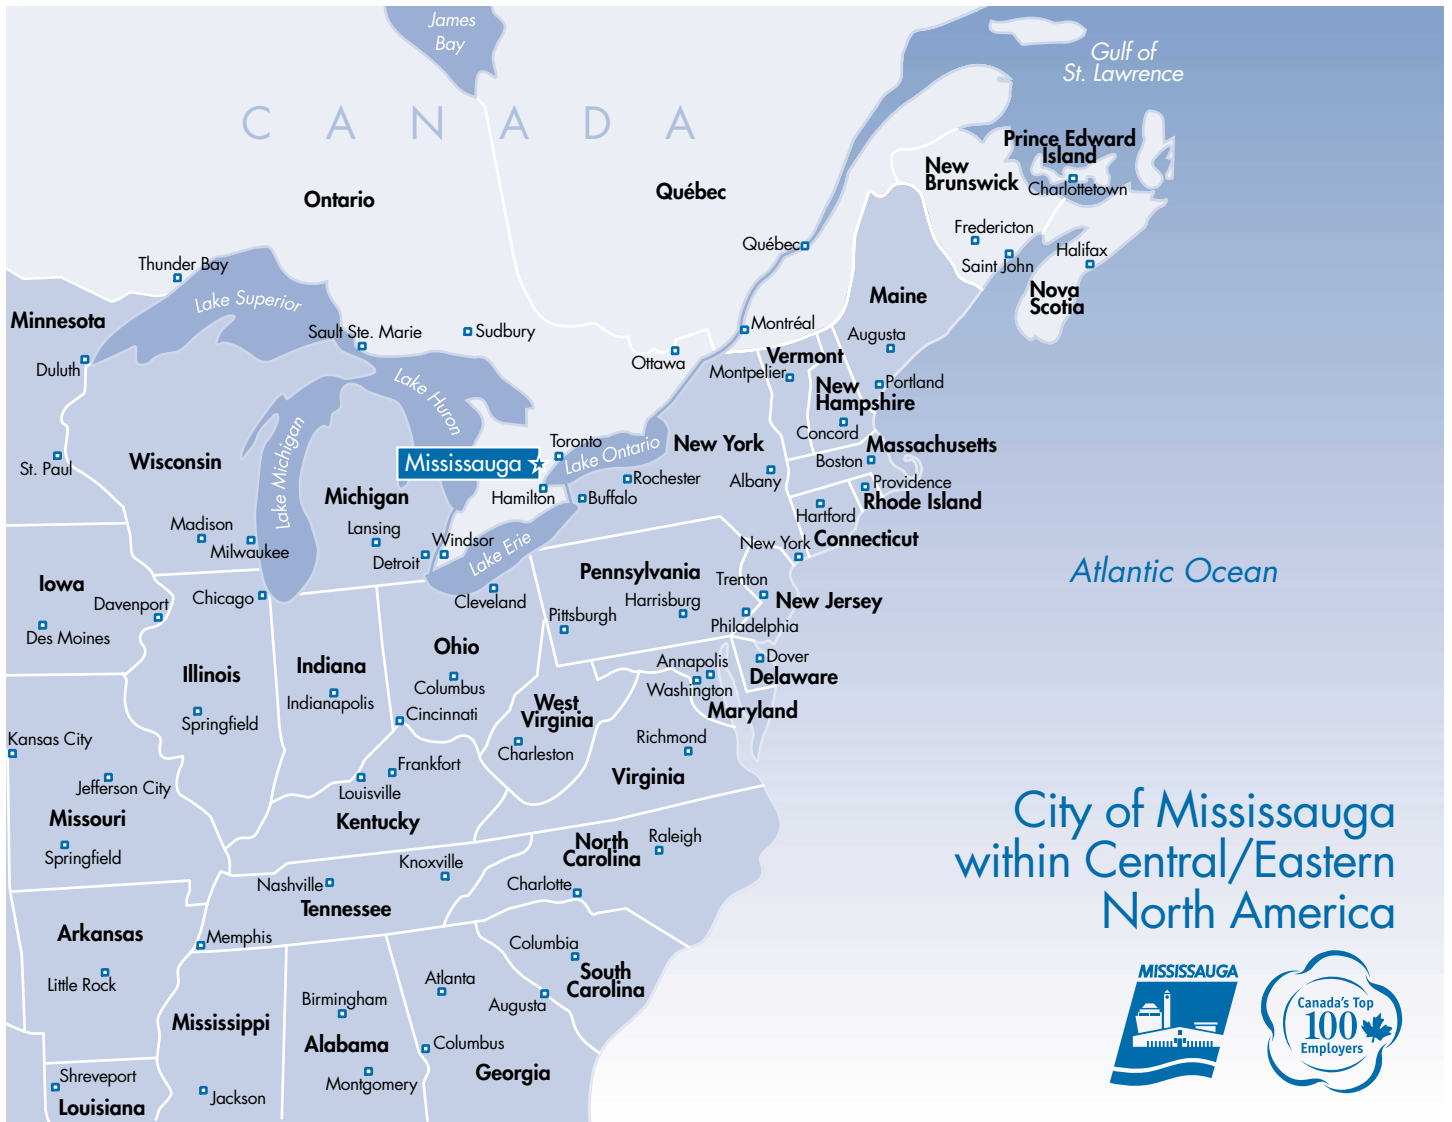 James
Bay
Gulf of
St. Lawrence
CANADA
Prince Edward
Island
New
Brunswick
Charlottetown
Ontario
Québec
Fredericton
Québec
Halifax
Saint John
Thunder Bay
Nova
Scotia
Lake Superior
Maine
Minnesota
Sault Ste. Marie
Sudbury
Montréal
Augusta
Duluth
Ottawa
Vermont
Montpelier
Lake Huron
New
Hampshire
Portland
Concord
Lake Michigan
Toronto
New York
Massachusetts
St. Paul
Wisconsin
Mississauga
Lake Ontario
Boston
Michigan
Hamilton
Rochester
Buffalo
Albany
Providence
Rhode Island
Hartford
Madison
Milwaukee
Lansing
Windsor
Detroit
Lake Erie
New York
Connecticut
Iowa
Pennsylvania
Atlantic Ocean
Davenport
Chicago
Cleveland
Trenton
Harrisburg
New Jersey
Pittsburgh
Philadelphia
Des Moines
Ohio
Indiana
Illinois
Annapolis
Dover
Washington
Delaware
Columbus
Indianapolis
West
Virginia
Maryland
Cincinnati
Springfield
Kansas City
Richmond
Charleston
Frankfort
Virginia
Jefferson City
Louisville
Missouri
Kentucky
City of Mississauga
within Central/Eastern
North America
North
Carolina
Raleigh
Springfield
Knoxville
Nashville
Charlotte
Tennessee
Arkansas
Memphis
Columbia
Little Rock
Atlanta
South
Carolina
Augusta
Birmingham
Mississippi
Alabama
Columbus
Georgia
Montgomery
Shreveport
Jackson
Louisiana
MISSISSAUGA
Canada's Top
100
Employers